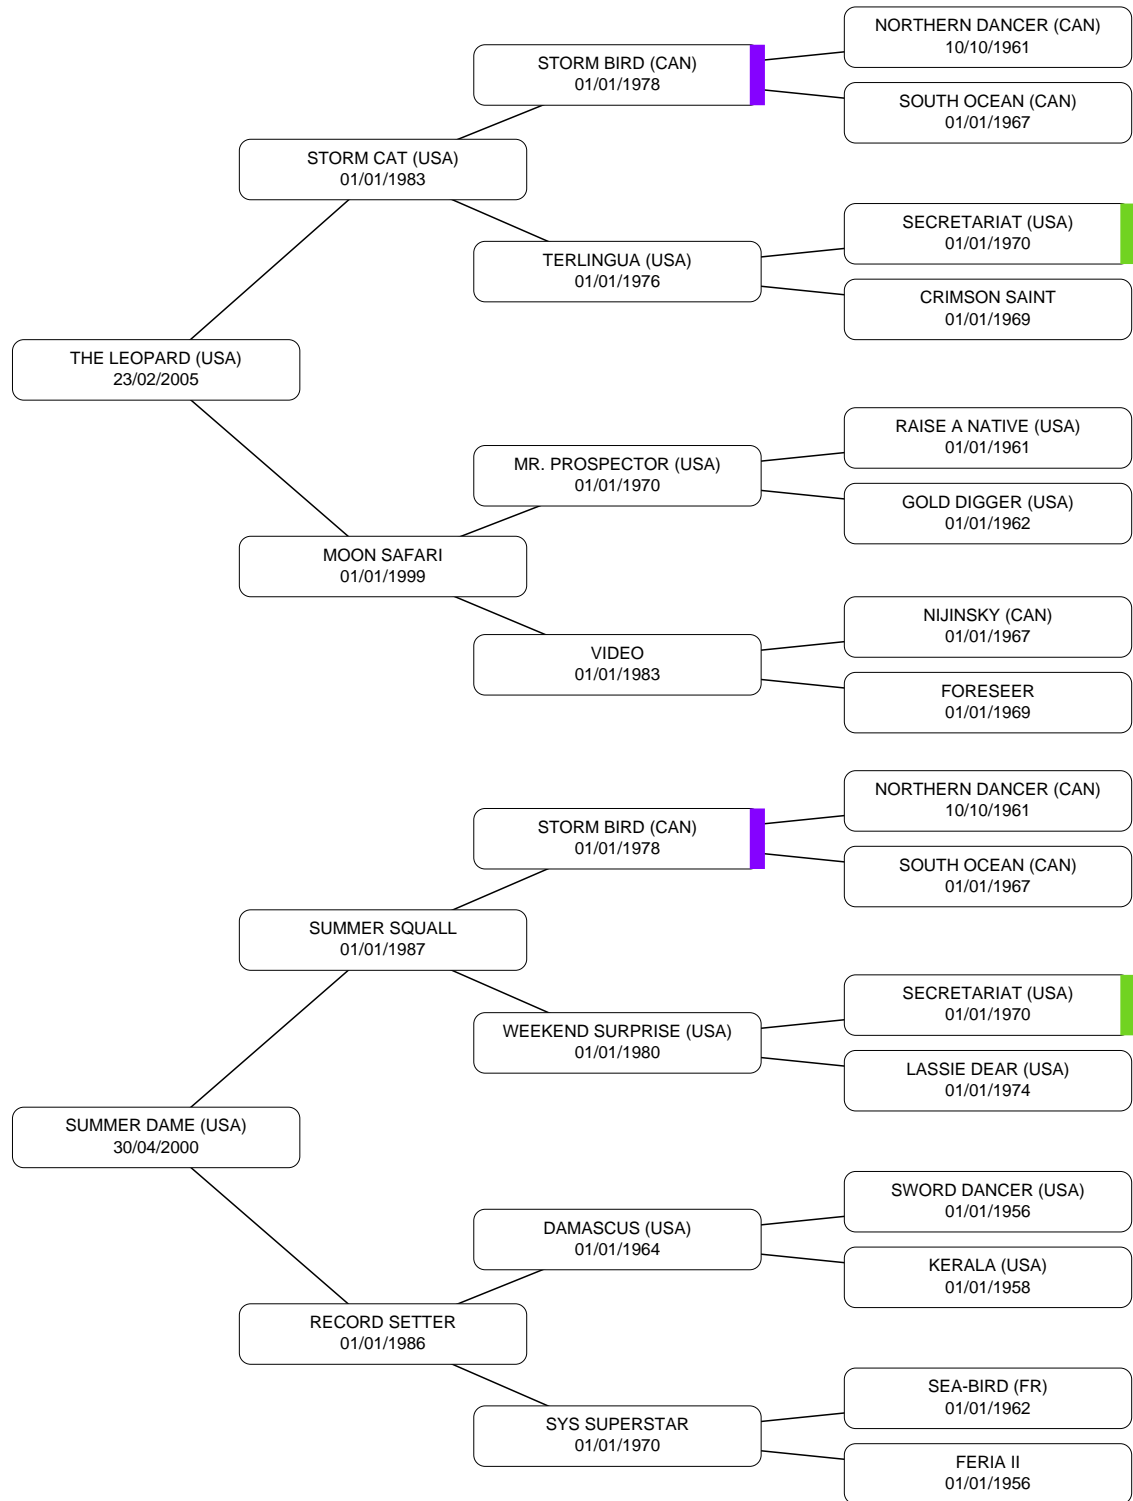 NORTHERN DANCER (CAN)
10/10/1961
STORM BIRD (CAN)
01/01/1978
SOUTH OCEAN (CAN)
01/01/1967
STORM CAT (USA)
01/01/1983
SECRETARIAT (USA)
01/01/1970
TERLINGUA (USA)
01/01/1976
CRIMSON SAINT
01/01/1969
THE LEOPARD (USA)
23/02/2005
RAISE A NATIVE (USA)
01/01/1961
MR. PROSPECTOR (USA)
01/01/1970
GOLD DIGGER (USA)
01/01/1962
MOON SAFARI
01/01/1999
NIJINSKY (CAN)
01/01/1967
VIDEO
01/01/1983
FORESEER
01/01/1969
NORTHERN DANCER (CAN)
10/10/1961
STORM BIRD (CAN)
01/01/1978
SOUTH OCEAN (CAN)
01/01/1967
SUMMER SQUALL
01/01/1987
SECRETARIAT (USA)
01/01/1970
WEEKEND SURPRISE (USA)
01/01/1980
LASSIE DEAR (USA)
01/01/1974
SUMMER DAME (USA)
30/04/2000
SWORD DANCER (USA)
01/01/1956
DAMASCUS (USA)
01/01/1964
KERALA (USA)
01/01/1958
RECORD SETTER
01/01/1986
SEA-BIRD (FR)
01/01/1962
SYS SUPERSTAR
01/01/1970
FERIA II
01/01/1956